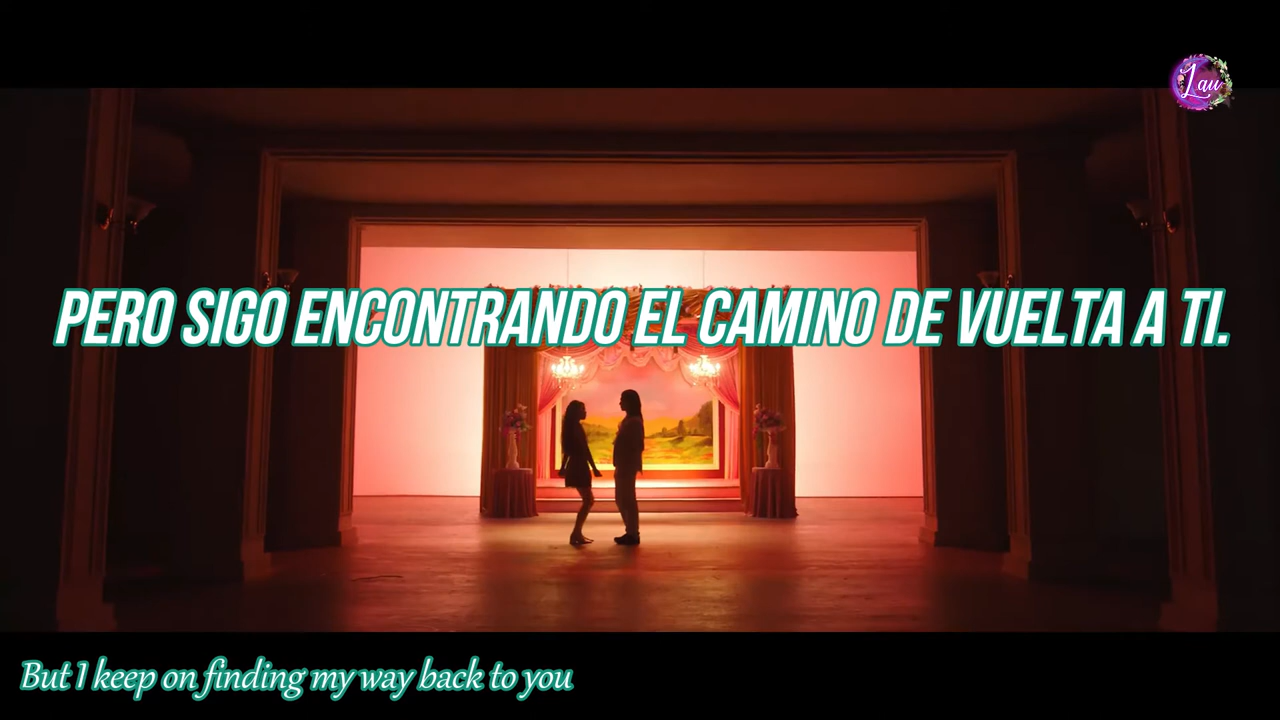 Lau
PERO SIGO ENCONTRANDO EL CAMINO DE VUELTA A TI.
But I keep on finding my way back to you